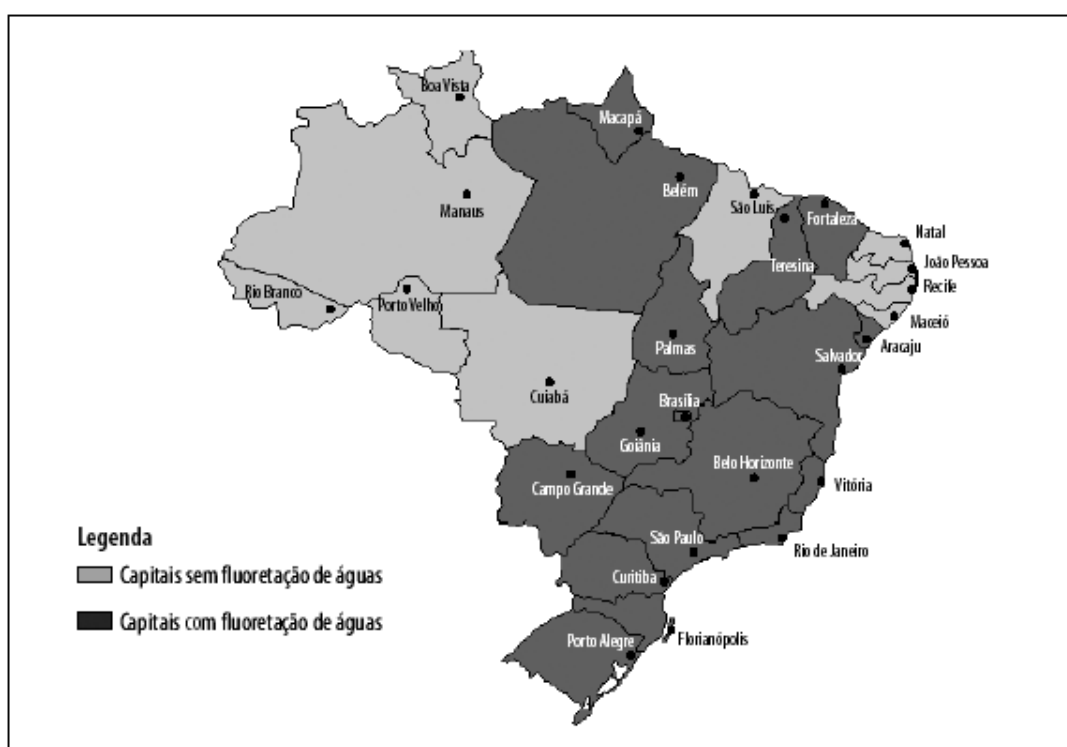 Boa Vista
Macapá
Belém
São Luís
Fortaleza
Manaus
Natal
Teresina
João Pessoa
Rio Branco
Porto Velho
Recife
Maceió
Palmas
Aracaju
Salvador
Cuiabá
Brasília
Goiânia
Belo Horizonte
Campo Grande
Vitória
São Paulo
Rio de Janeiro
Curitiba
Porto Alegre
Florianópolis
Legenda
Capitais sem fluoretação de águas
Capitais com fluoretação de águas